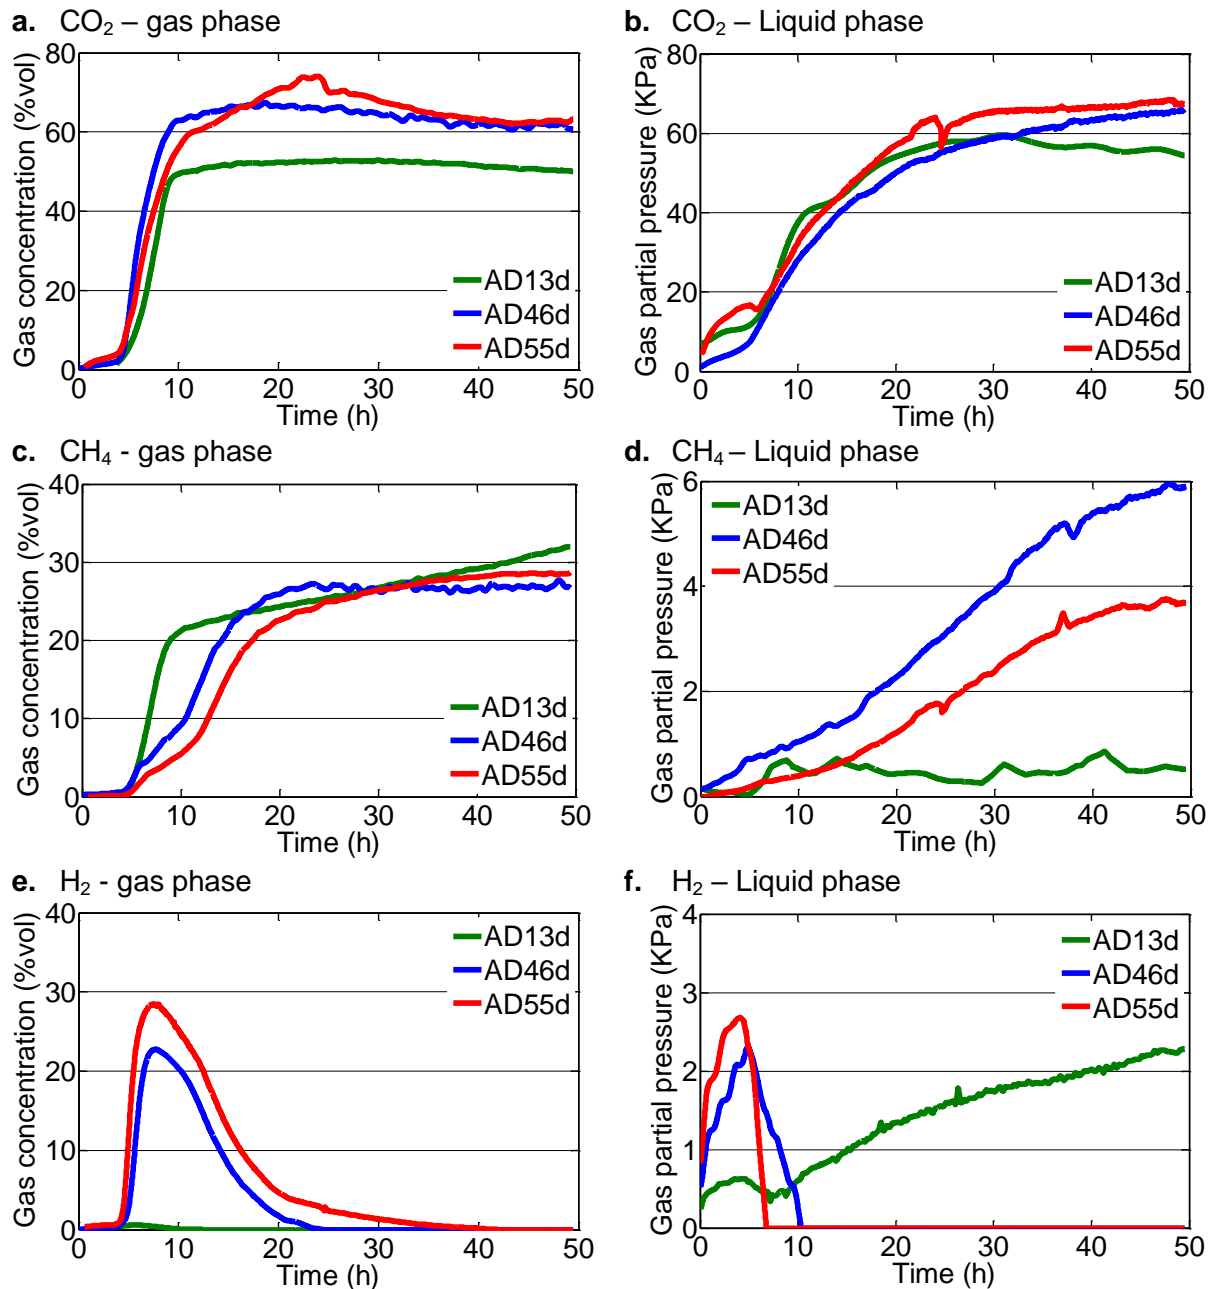 a. CO₂ – gas phase
Gas concentration (%vol)
80
60
40
20
0
0 10 20 30 40 50
Time (h)
AD13d
AD46d
AD55d
b. CO₂ – Liquid phase
Gas partial pressure (KPa)
80
60
40
20
0
0 10 20 30 40 50
Time (h)
AD13d
AD46d
AD55d
c. CH₄ - gas phase
Gas concentration (%vol)
40
30
20
10
0
0 10 20 30 40 50
Time (h)
AD13d
AD46d
AD55d
d. CH₄ – Liquid phase
Gas partial pressure (KPa)
6
4
2
0
0 10 20 30 40 50
Time (h)
AD13d
AD46d
AD55d
e. H₂ - gas phase
Gas concentration (%vol)
40
30
20
10
0
0 10 20 30 40 50
Time (h)
AD13d
AD46d
AD55d
f. H₂ – Liquid phase
Gas partial pressure (KPa)
4
3
2
1
0
0 10 20 30 40 50
Time (h)
AD13d
AD46d
AD55d